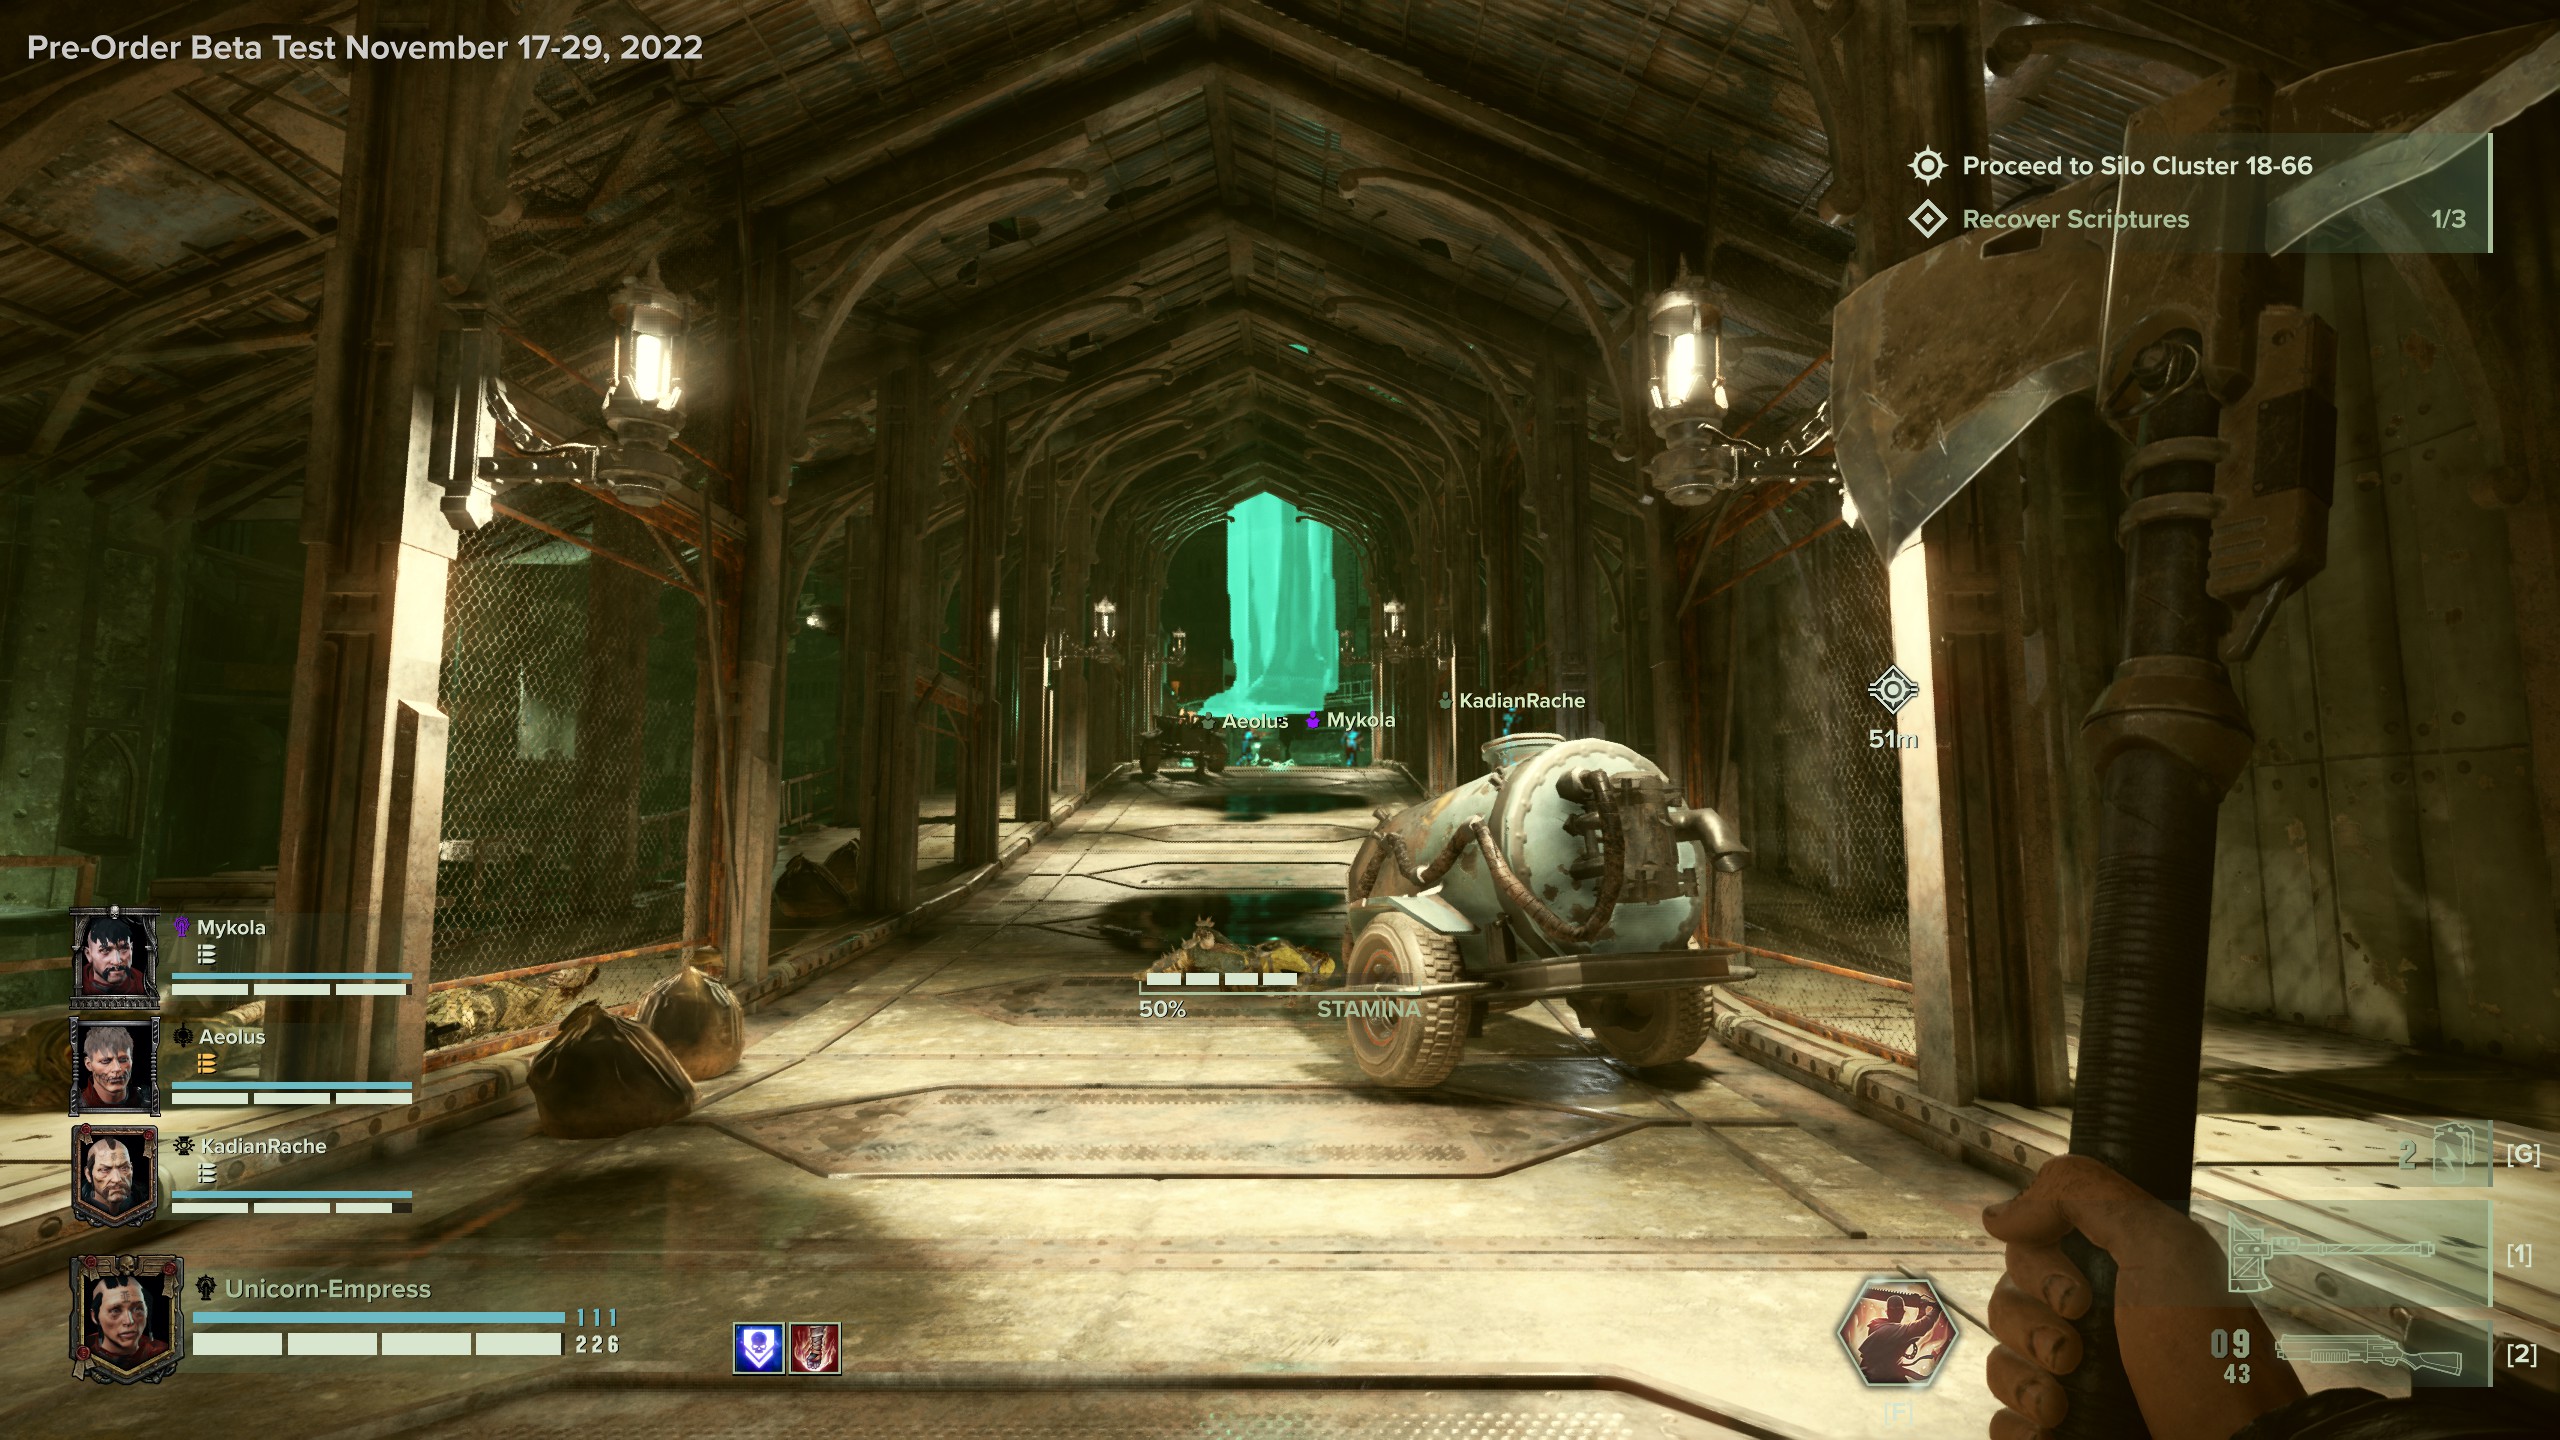 Pre-Order Beta Test November 17-29, 2022
Proceed to Silo Cluster 18-66
Recover Scriptures 1/3
KadianRache
Aeolus Mykola
51m
Mykola
50% STAMINA
Aeolus
KadianRache
2 [G]
[1]
Unicorn-Empress
111
226
09
43
[2]
[F]